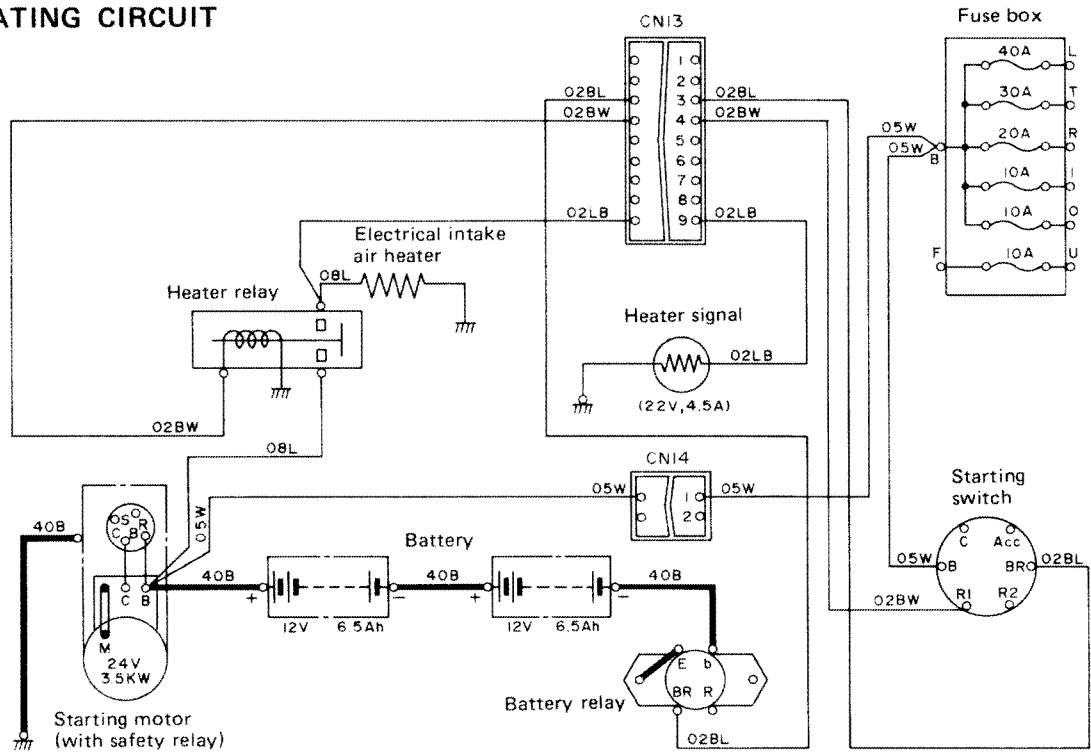 ATING CIRCUIT
CN13
Fuse box
40A
L
1
2
30A
T
02BL
3
02BL
02BW
4
02BW
05W
20A
R
5
05W
B
6
10A
I
7
8
10A
O
02LB
9
02LB
Electrical intake
air heater
F
10A
U
08L
Heater relay
Heater signal
02LB
(22V, 4.5A)
02BW
08L
CN14
Starting
switch
05W
1
05W
2
40B
S
R
C
B
05W
Battery
C
Acc
05W
B
BR
02BL
40B
40B
40B
C
B
+
−
+
−
R1
R2
02BW
12V
6.5Ah
12V
6.5Ah
M
24V
3.5KW
E
b
Battery relay
BR
R
Starting motor
(with safety relay)
02BL